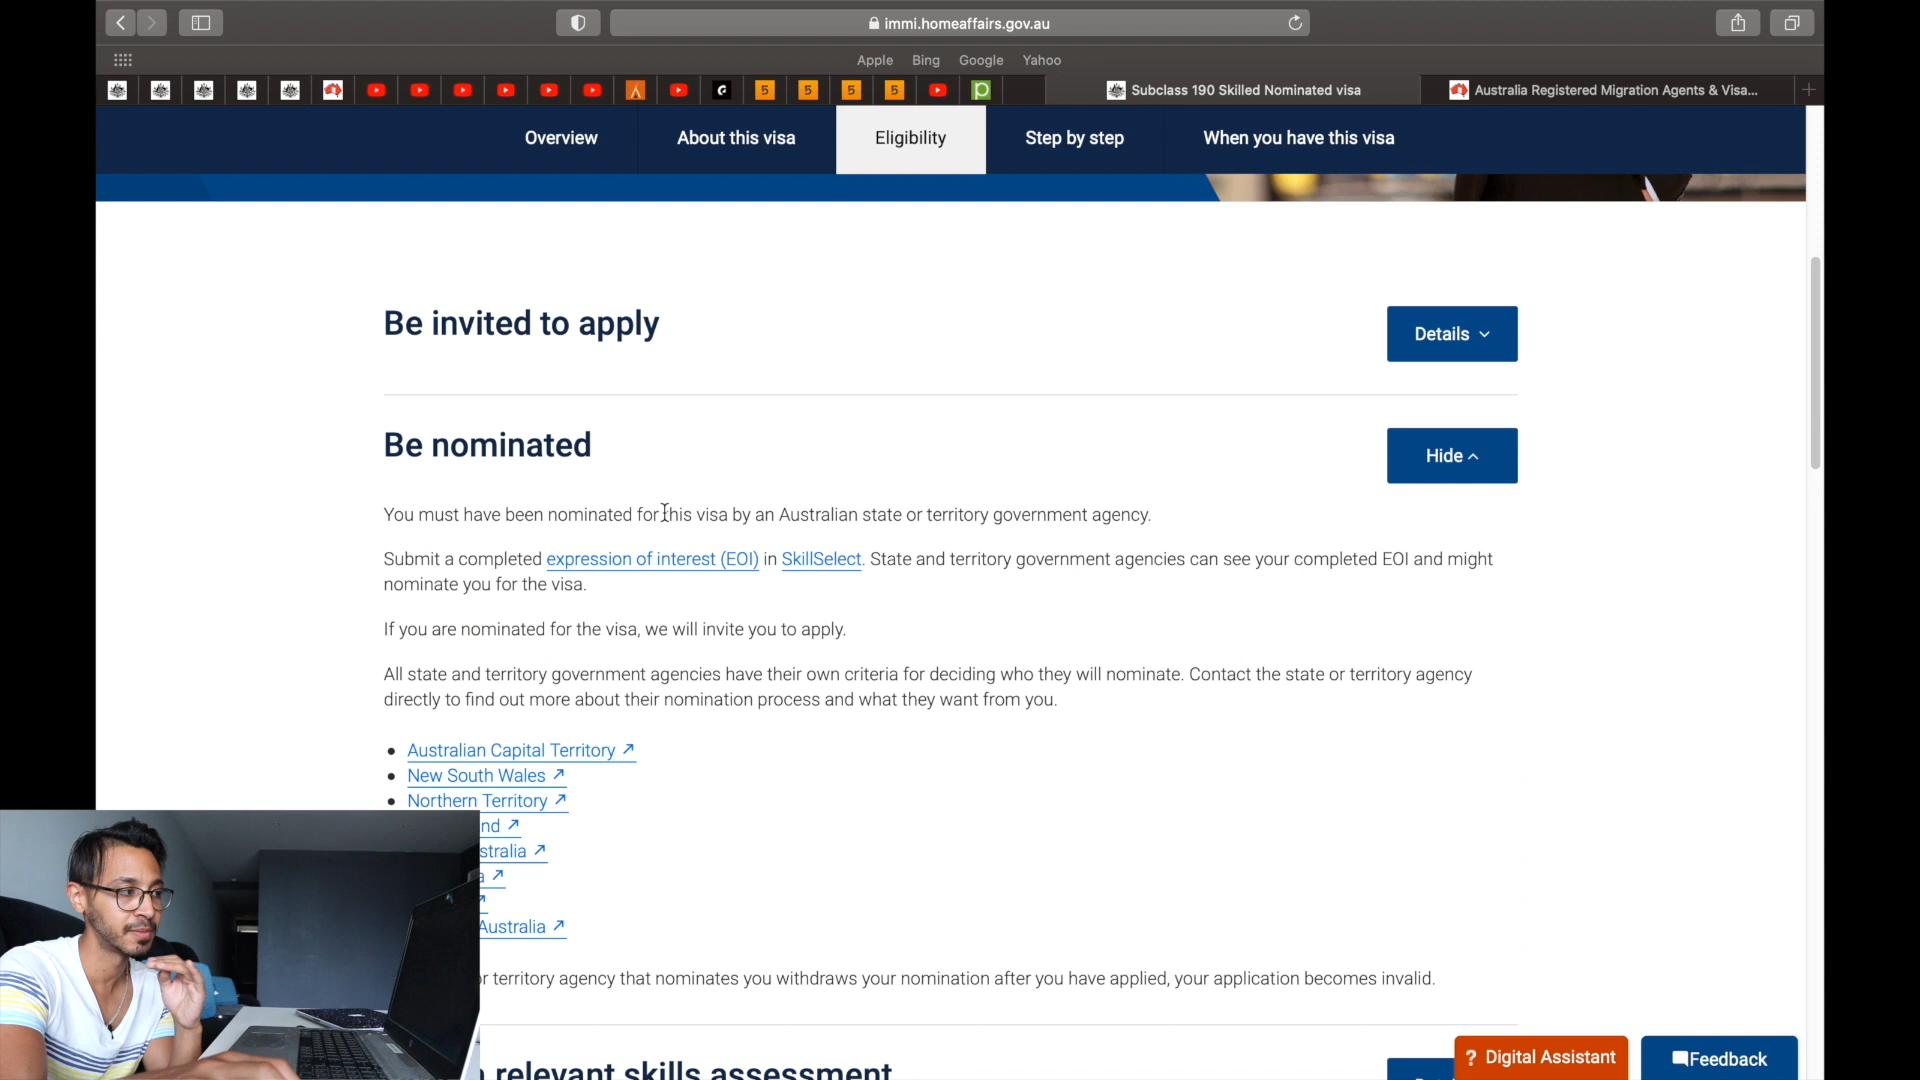 immi.homeaffairs.gov.au
Apple Bing Google Yahoo
5 5 5 5 Subclass 190 Skilled Nominated visa Australia Registered Migration Agents & Visa...
Overview About this visa Eligibility Step by step When you have this visa
Be invited to apply
Details
Be nominated
Hide
You must have been nominated for this visa by an Australian state or territory government agency.
Submit a completed expression of interest (EOI) in SkillSelect. State and territory government agencies can see your completed EOI and might
nominate you for the visa.
If you are nominated for the visa, we will invite you to apply.
All state and territory government agencies have their own criteria for deciding who they will nominate. Contact the state or territory agency
directly to find out more about their nomination process and what they want from you.
Australian Capital Territory
New South Wales
Northern Territory
nd
stralia
a
Australia
or territory agency that nominates you withdraws your nomination after you have applied, your application becomes invalid.
relevant skills assessment
? Digital Assistant
Feedback